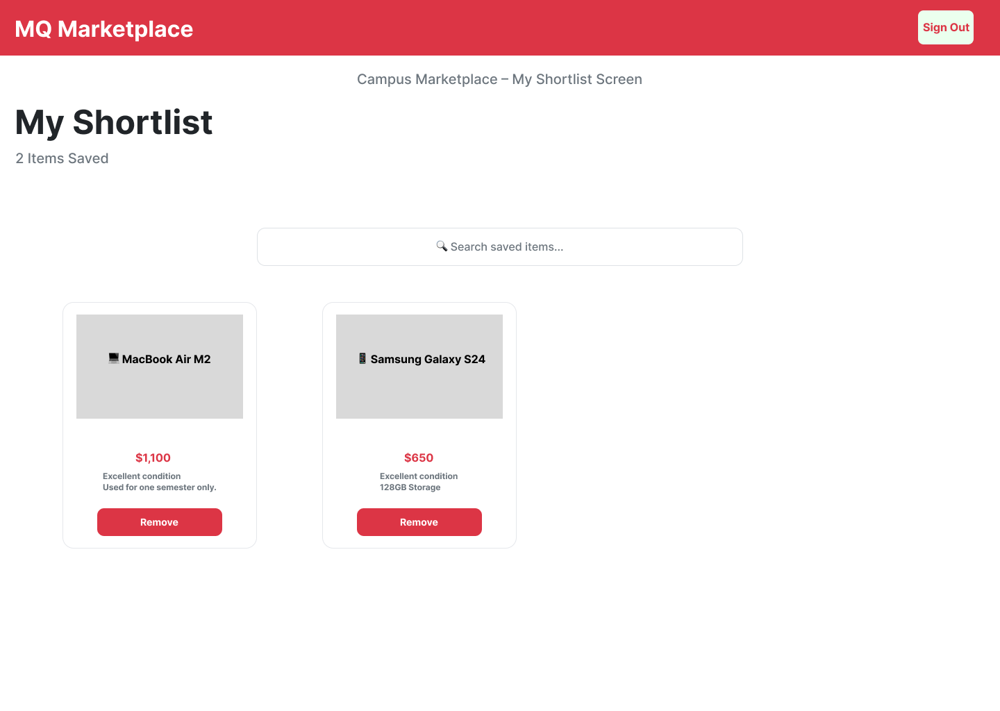 MQ Marketplace
Sign Out
Campus Marketplace – My Shortlist Screen
My Shortlist
2 Items Saved
🔍 Search saved items...
💻 MacBook Air M2
$1,100
Excellent condition
Used for one semester only.
Remove
📱 Samsung Galaxy S24
$650
Excellent condition
128GB Storage
Remove